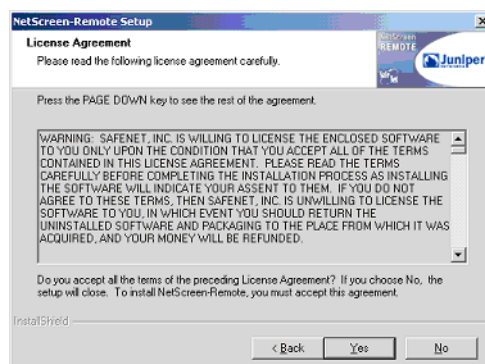 NetScreen-Remote Setup
License Agreement
Please read the following license agreement carefully.
NetScreen
REMOTE
Juniper
Press the PAGE DOWN key to see the rest of the agreement.
WARNING: SAFENET, INC. IS WILLING TO LICENSE THE ENCLOSED SOFTWARE
TO YOU ONLY UPON THE CONDITION THAT YOU ACCEPT ALL OF THE TERMS
CONTAINED IN THIS LICENSE AGREEMENT. PLEASE READ THE TERMS
CAREFULLY BEFORE COMPLETING THE INSTALLATION PROCESS AS INSTALLING
THE SOFTWARE WILL INDICATE YOUR ASSENT TO THEM. IF YOU DO NOT
AGREE TO THESE TERMS, THEN SAFENET, INC. IS UNWILLING TO LICENSE THE
SOFTWARE TO YOU, IN WHICH EVENT YOU SHOULD RETURN THE
UNINSTALLED SOFTWARE AND PACKAGING TO THE PLACE FROM WHICH IT WAS
ACQUIRED, AND YOUR MONEY WILL BE REFUNDED.
Do you accept all the terms of the preceding License Agreement? If you choose No, the
setup will close. To install NetScreen-Remote, you must accept this agreement.
InstallShield
< Back
Yes
No